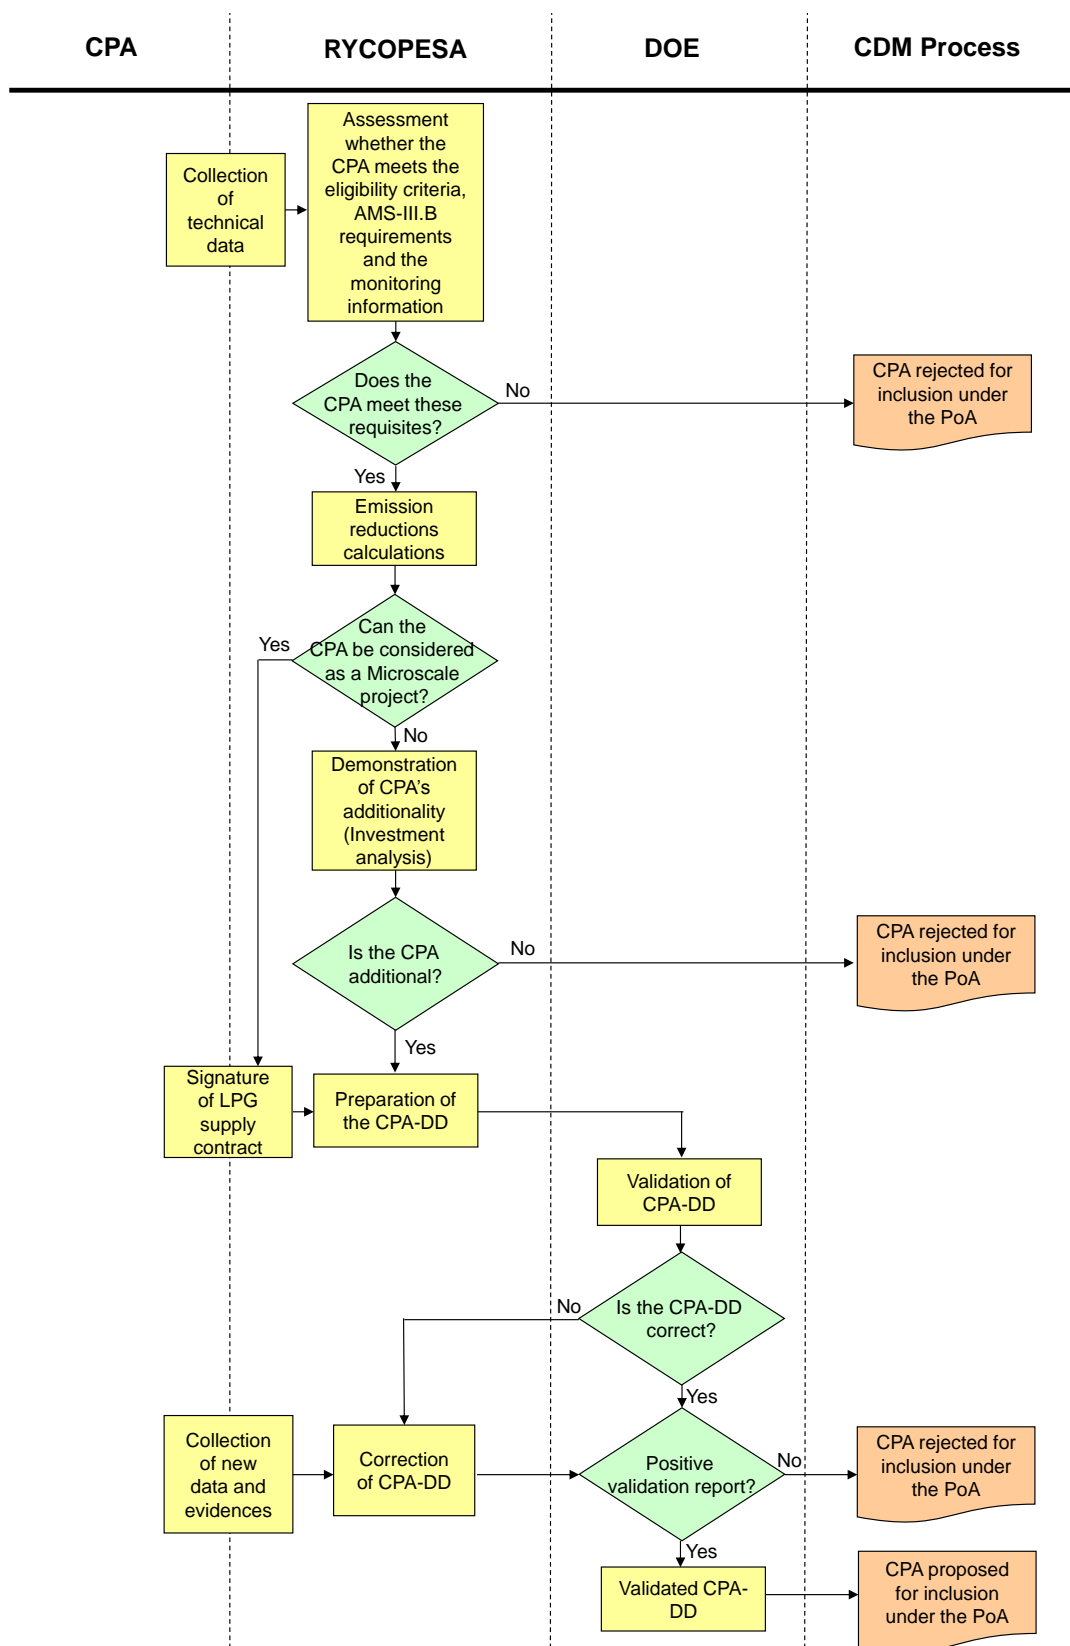 CPA
RYCOPESA
DOE
CDM Process
Assessment
whether the
CPA meets the
eligibility criteria,
AMS-III.B
requirements
and the
monitoring
information
Collection
of
technical
data
Does the
CPA meet these
requisites?
No
CPA rejected for
inclusion under
the PoA
Yes
Emission
reductions
calculations
Can the
CPA be considered
as a Microscale
project?
Yes
No
Demonstration
of CPA's
additionality
(Investment
analysis)
Is the CPA
additional?
No
CPA rejected for
inclusion under
the PoA
Yes
Signature
of LPG
supply
contract
Preparation of
the CPA-DD
Validation of
CPA-DD
Is the CPA-DD
correct?
No
Yes
Collection
of new
data and
evidences
Correction
of CPA-DD
Positive
validation report?
No
CPA rejected for
inclusion under
the PoA
Yes
Validated CPA-
DD
CPA proposed
for inclusion
under the PoA